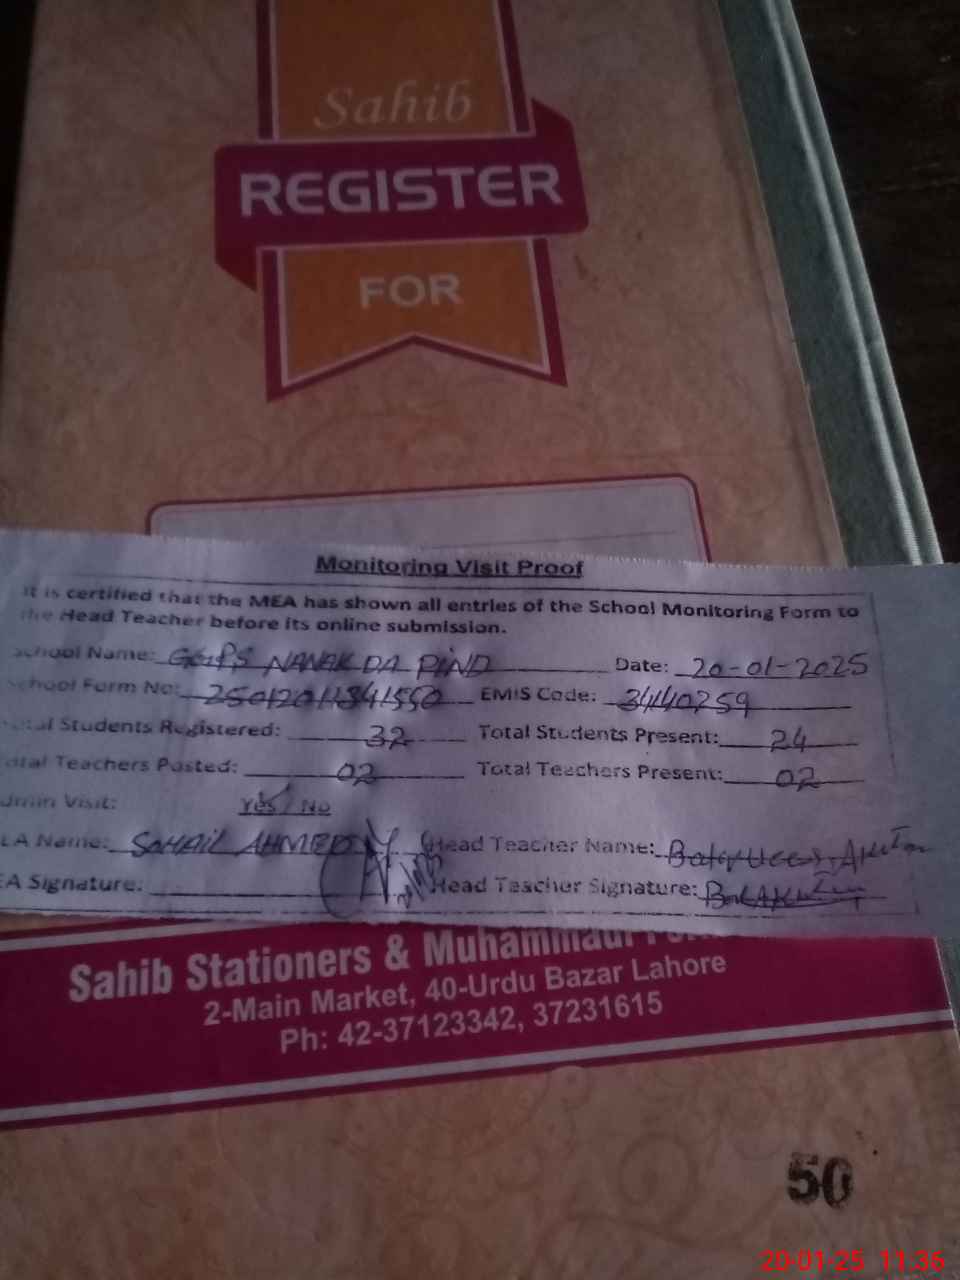 Sahib
REGISTER
FOR
Monitoring Visit Proof
It is certified that the MEA has shown all entries of the School Monitoring Form to
the Head Teacher before its online submission.
School Name: GGPS NANAK DA PIND Date: 20-01-2025
School Form No: EMIS Code: 34140259
Total Students Registered: 32 Total Students Present: 24
Total Teachers Posted: 02 Total Teachers Present: 02
dmin Visit: Yes / No
EA Name: SOHAIL AHMED Head Teacher Name:
EA Signature: Head Teacher Signature:
Sahib Stationers & Muhammadi
2-Main Market, 40-Urdu Bazar Lahore
Ph: 42-37123342, 37231615
50
20-01-25 11:36